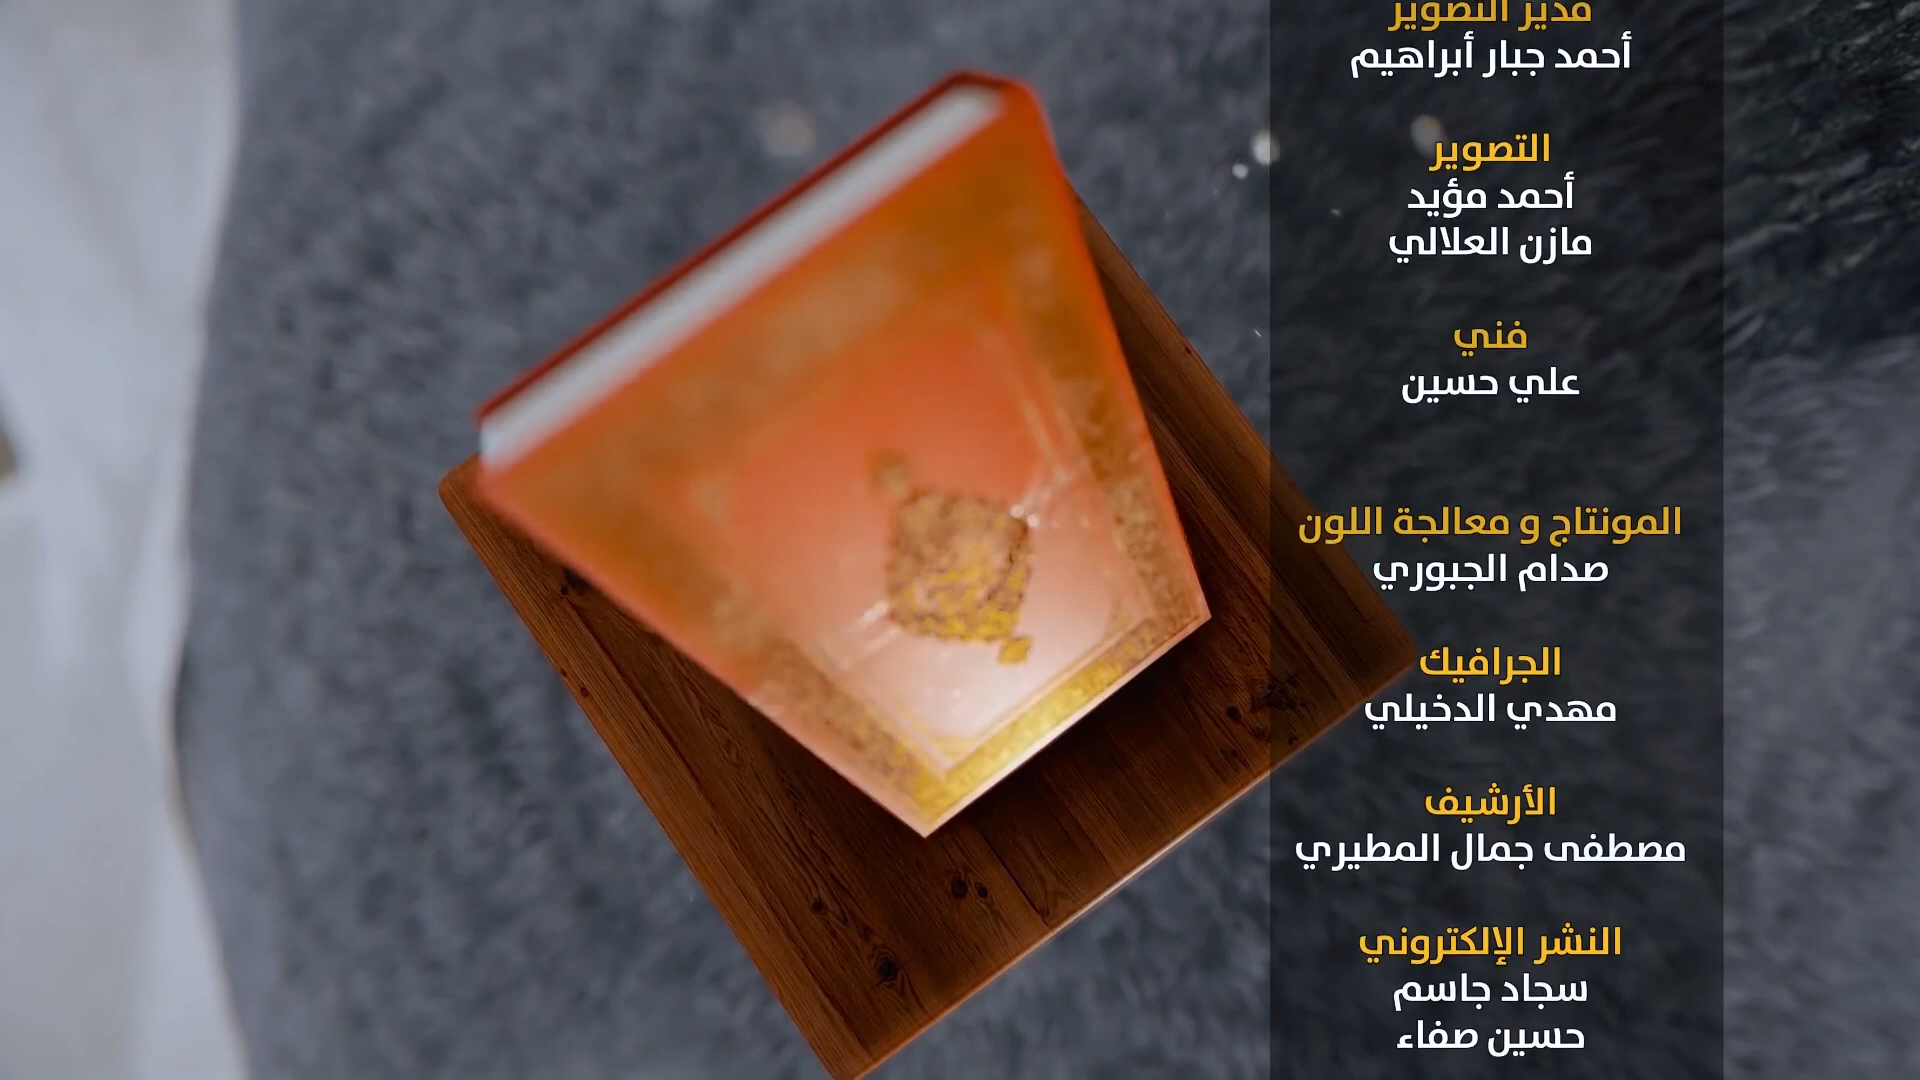 مدير التصوير
أحمد جبار أبراهيم
التصوير
أحمد مؤيد
مازن العلالي
فني
علي حسين
المونتاج و معالجة اللون
صدام الجبوري
الجرافيك
مهدي الدخيلي
الأرشيف
مصطفى جمال المطيري
النشر الإلكتروني
سجاد جاسم
حسين صفاء